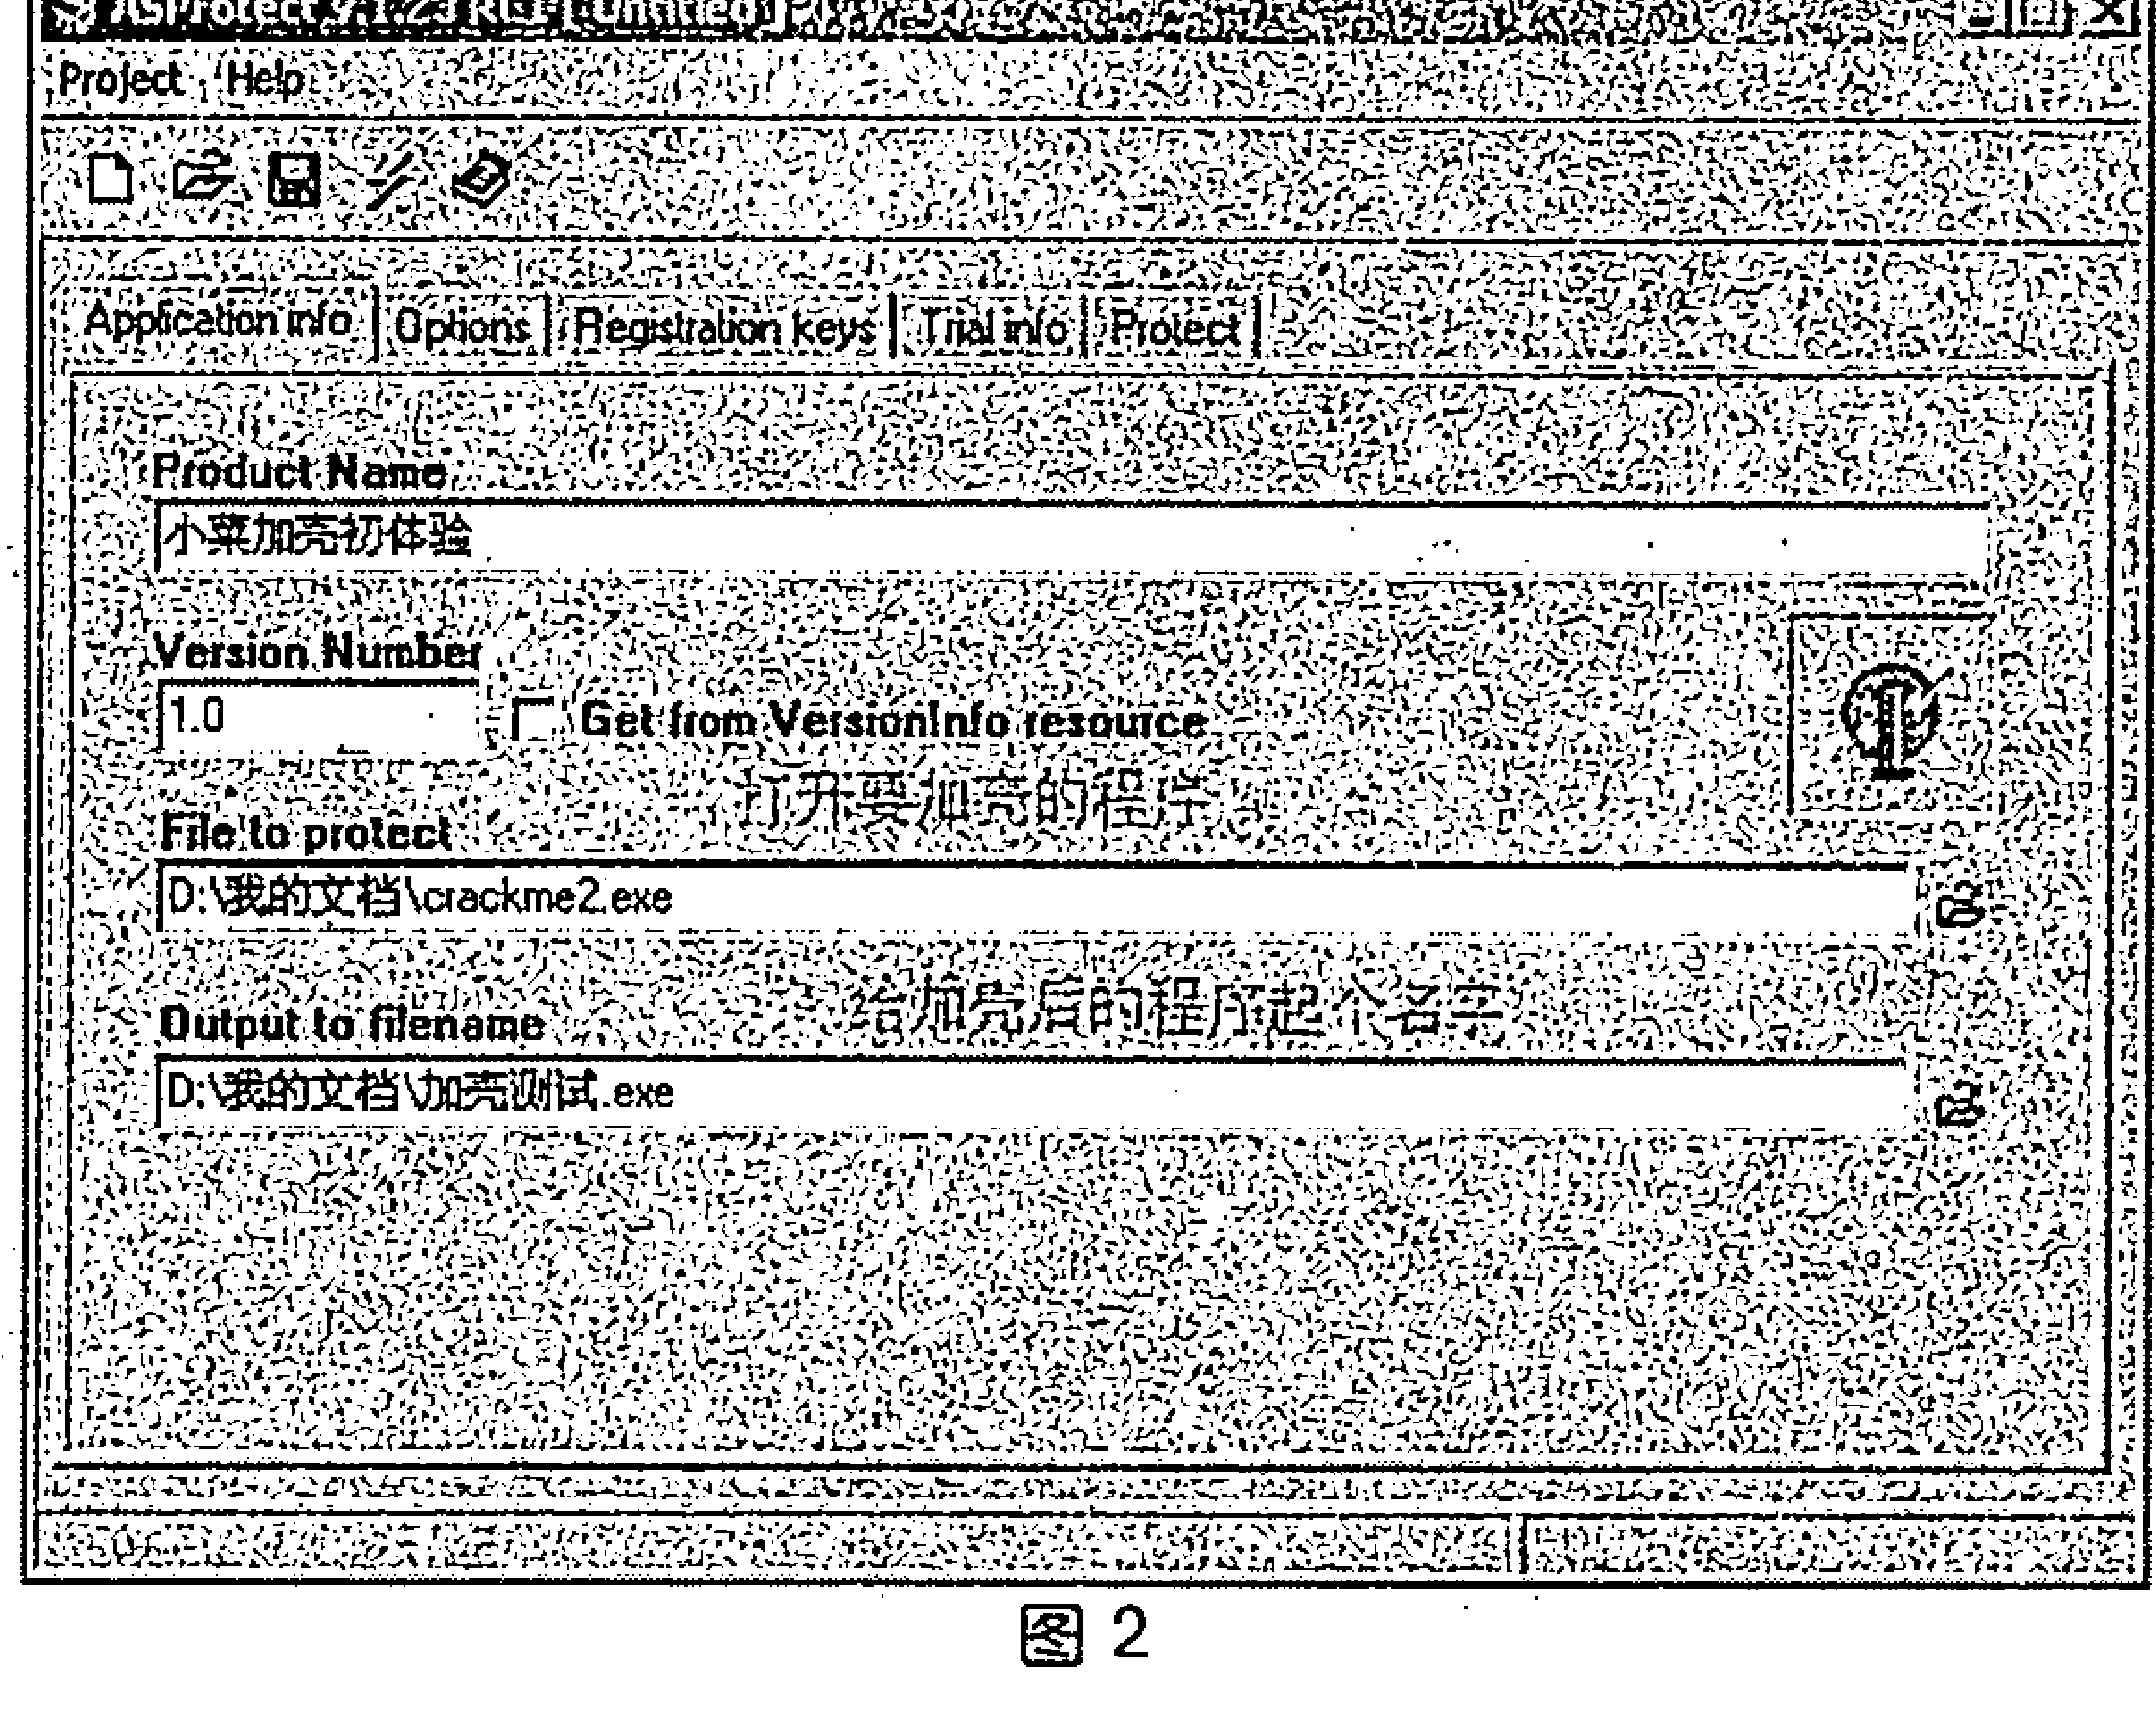 ASProtect
[ Untitled ]
Project Help
Application info Options Registration keys Trial info Protect
Product Name
小菜加壳初体验
Version Number
1.0 Get from VersionInfo resource
打开要加壳的程序
File to protect
D:\我的文档\crackme2.exe
给加壳后的程序起个名字
Output to filename
D:\我的文档\加壳测试.exe
图 2